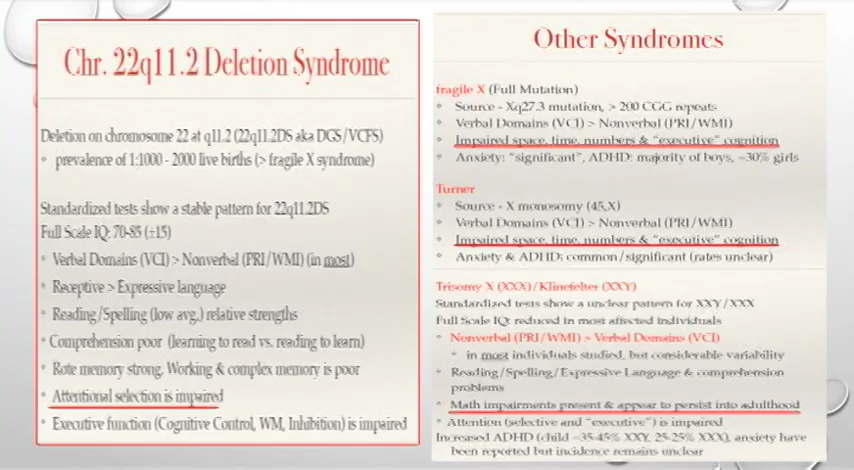 Chr. 22q11.2 Deletion Syndrome
Deletion on chromosome 22 at q11.2 (22q11.2DS aka DGS/VCFS)
* prevalence of 1:1000 - 2000 live births (> fragile X syndrome)
Standardized tests show a stable pattern for 22q11.2DS
Full Scale IQ: 70-85 (±15)
* Verbal Domains (VCI) > Nonverbal (PRI/WMI) (in most)
* Receptive > Expressive language
* Reading/Spelling (low avg.) relative strengths
* Comprehension poor (learning to read vs. reading to learn)
* Rote memory strong, Working & complex memory is poor
* Attentional selection is impaired
* Executive function (Cognitive Control, WM, Inhibition) is impaired
Other Syndromes
fragile X (Full Mutation)
* Source - Xq27.3 mutation, > 200 CGG repeats
* Verbal Domains (VCI) > Nonverbal (PRI/WMI)
* Impaired space, time, numbers & "executive" cognition
* Anxiety: "significant", ADHD: majority of boys, ≈30% girls
Turner
* Source - X monosomy (45,X)
* Verbal Domains (VCI) > Nonverbal (PRI/WMI)
* Impaired space, time, numbers & "executive" cognition
* Anxiety & ADHD: common/significant (rates unclear)
Trisomy X (XXX)/Klinefelter (XXY)
Standardized tests show a unclear pattern for XXY/XXX
Full Scale IQ: reduced in most affected individuals
* Nonverbal (PRI/WMI) > Verbal Domains (VCI)
* in most individuals studied, but considerable variability
* Reading/Spelling/Expressive Language & comprehension
problems
* Math impairments present & appear to persist into adulthood
* Attention (selective and "executive") is impaired
Increased ADHD (child ≈35-45% XXY, 25-25% XXX), anxiety have
been reported but incidence remains unclear